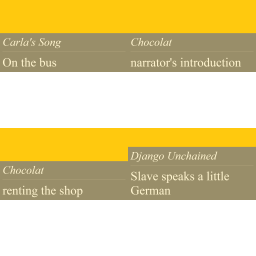 Carla's Song
On the bus
Chocolat
narrator's introduction
Chocolat
renting the shop
Django Unchained
Slave speaks a little
German